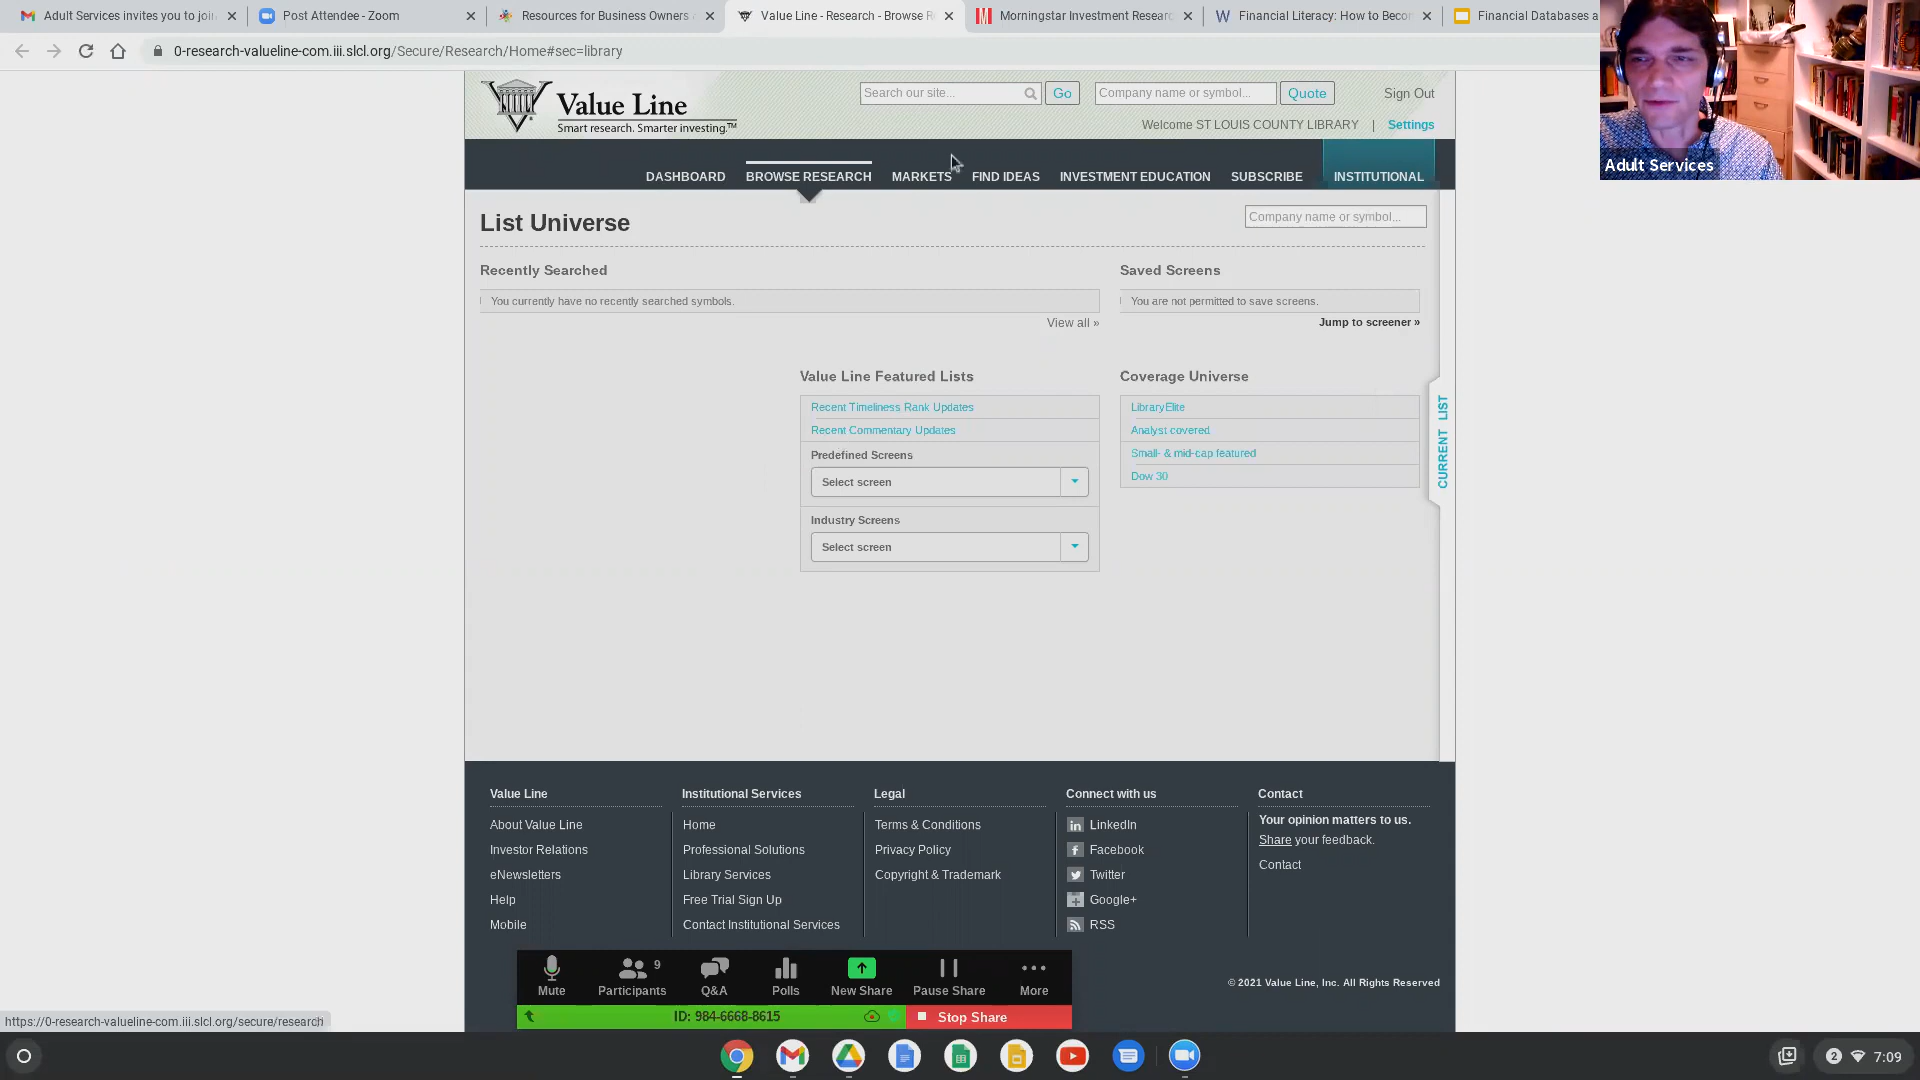 Adult Services invites you to joi
Post Attendee - Zoom
Resources for Business Owners
Value Line - Research - Browse R
Morningstar Investment Researc
Financial Literacy: How to Beco
Financial Databases a
0-research-valueline-com.iii.slcl.org/Secure/Research/Home#sec=library
Value Line
Smart research. Smarter investing.™
Search our site...
Go
Company name or symbol...
Quote
Sign Out
Welcome ST LOUIS COUNTY LIBRARY | Settings
Adult Services
DASHBOARD
BROWSE RESEARCH
MARKETS
FIND IDEAS
INVESTMENT EDUCATION
SUBSCRIBE
INSTITUTIONAL
List Universe
Company name or symbol...
Recently Searched
You currently have no recently searched symbols.
View all »
Saved Screens
You are not permitted to save screens.
Jump to screener »
Value Line Featured Lists
Recent Timeliness Rank Updates
Recent Commentary Updates
Predefined Screens
Select screen
Industry Screens
Select screen
Coverage Universe
LibraryElite
Analyst covered
Small- & mid-cap featured
Dow 30
CURRENT LIST
Value Line
About Value Line
Investor Relations
eNewsletters
Help
Mobile
Institutional Services
Home
Professional Solutions
Library Services
Free Trial Sign Up
Contact Institutional Services
Legal
Terms & Conditions
Privacy Policy
Copyright & Trademark
Connect with us
LinkedIn
Facebook
Twitter
Google+
RSS
Contact
Your opinion matters to us.
Share your feedback.
Contact
© 2021 Value Line, Inc. All Rights Reserved
Mute
Participants
9
Q&A
Polls
New Share
Pause Share
More
ID: 984-6668-8615
Stop Share
https://0-research-valueline-com.iii.slcl.org/secure/research
2
7:09